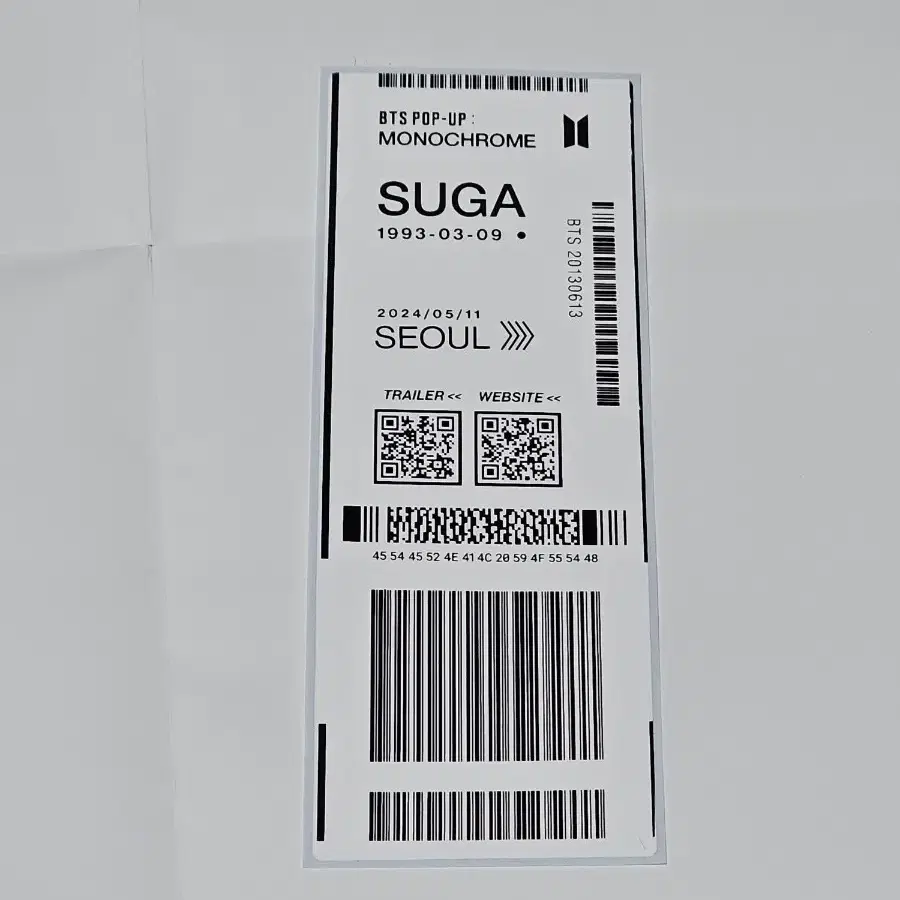 BTS POP-UP :
MONOCHROME
SUGA
1993-03-09 •
BTS 20130613
2024/05/11
SEOUL
TRAILER << WEBSITE <<
45 54 45 52 4E 41 4C 20 59 4F 55 54 48